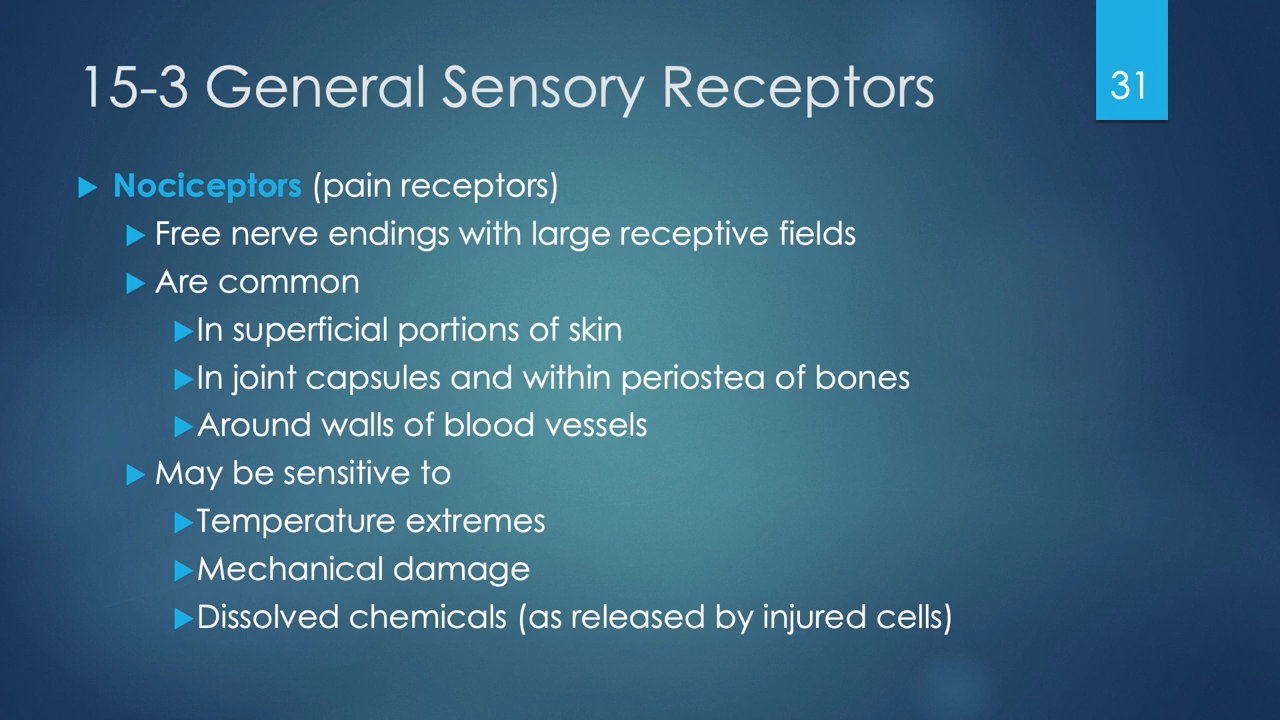 15-3 General Sensory Receptors
31
Nociceptors (pain receptors)
Free nerve endings with large receptive fields
Are common
In superficial portions of skin
In joint capsules and within periostea of bones
Around walls of blood vessels
May be sensitive to
Temperature extremes
Mechanical damage
Dissolved chemicals (as released by injured cells)